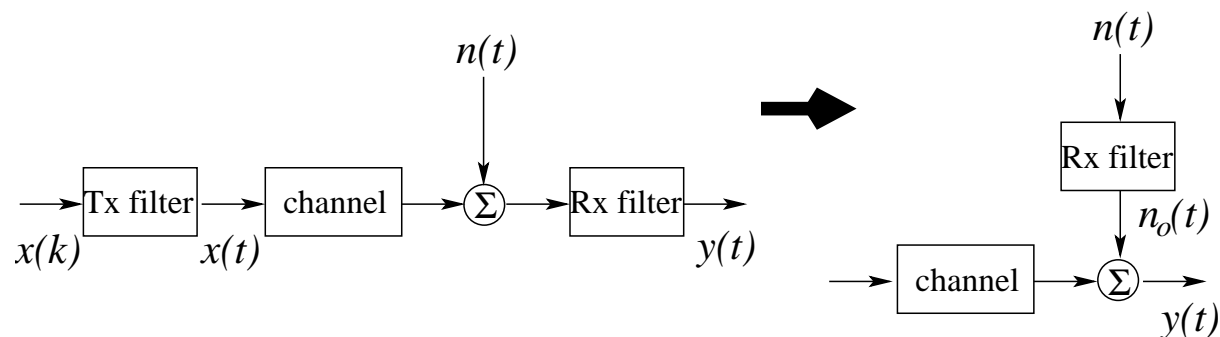 n(t)
Tx filter
channel
Σ
Rx filter
x(k)
x(t)
y(t)
n(t)
Rx filter
n_o(t)
channel
Σ
y(t)